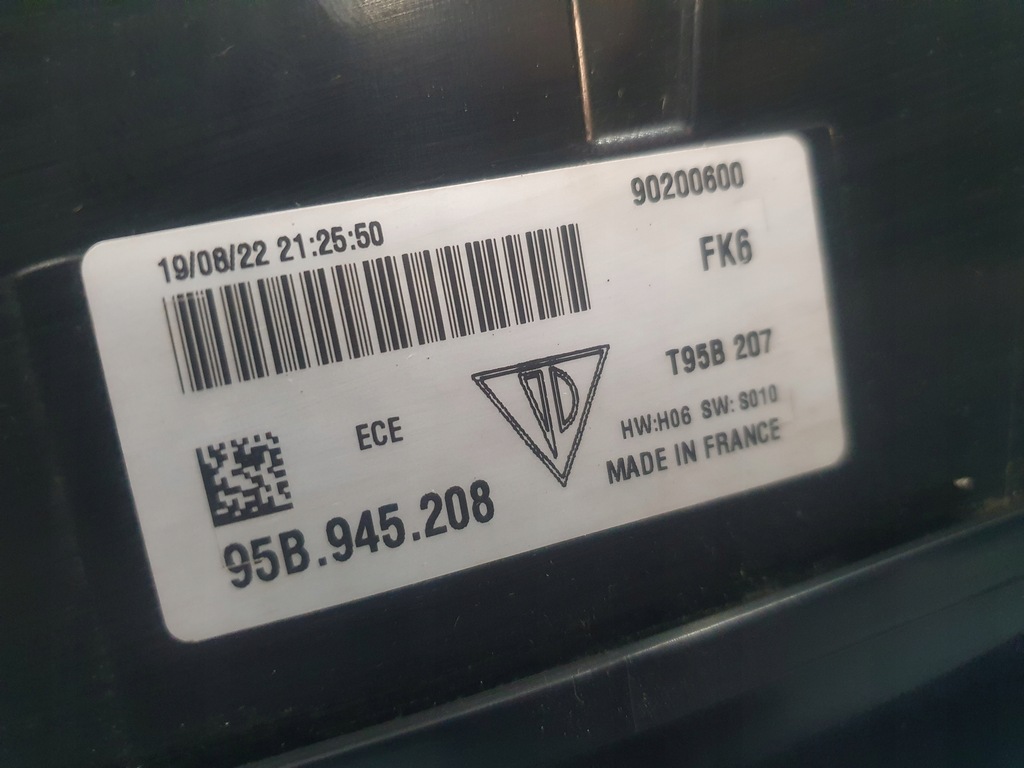 19/08/22 21:25:50
90200600
FK6
T95B 207
ECE
HW:H06 SW:S010
MADE IN FRANCE
95B.945.208